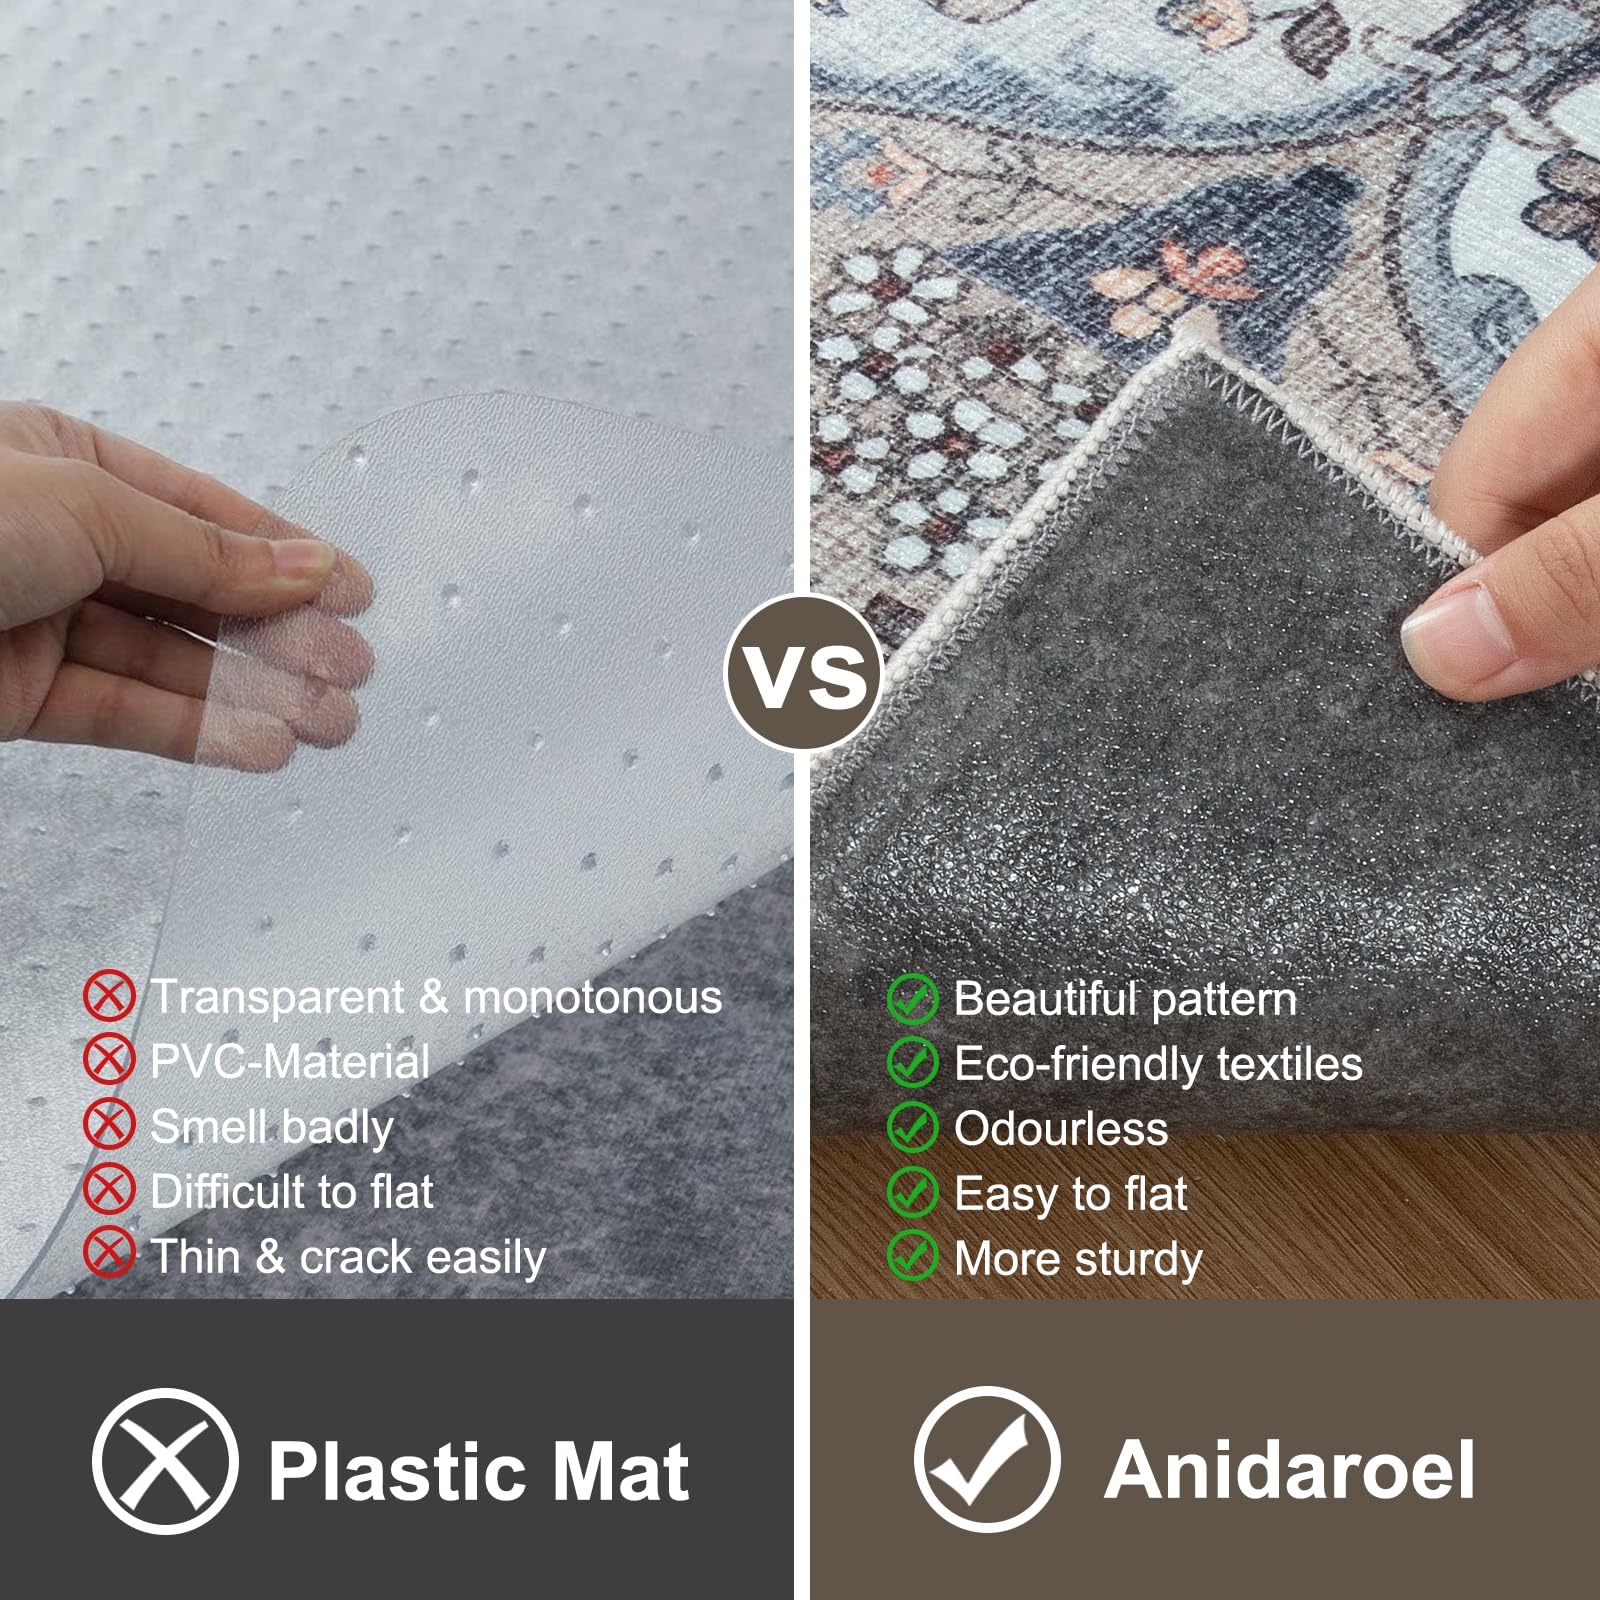 VS
Transparent & monotonous
PVC-Material
Smell badly
Difficult to flat
Thin & crack easily
Plastic Mat
Beautiful pattern
Eco-friendly textiles
Odourless
Easy to flat
More sturdy
Anidaroel